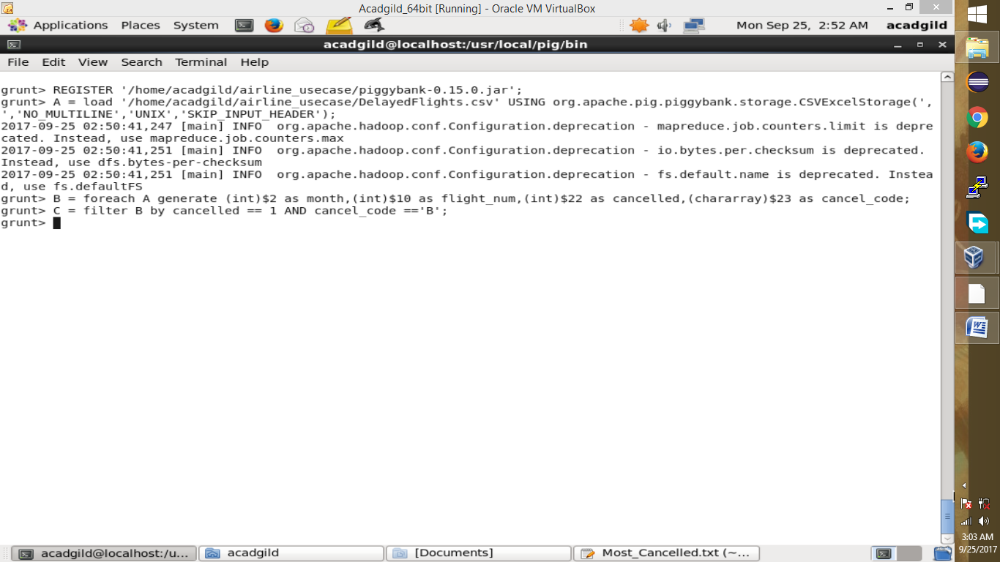 Acadgild_64bit [Running] - Oracle VM VirtualBox
Applications Places System Mon Sep 25, 2:52 AM acadgild
acadgild@localhost:/usr/local/pig/bin
File Edit View Search Terminal Help
grunt> REGISTER '/home/acadgild/airline_usecase/piggybank-0.15.0.jar';
grunt> A = load '/home/acadgild/airline_usecase/DelayedFlights.csv' USING org.apache.pig.piggybank.storage.CSVExcelStorage(',
','NO_MULTILINE','UNIX','SKIP_INPUT_HEADER');
2017-09-25 02:50:41,247 [main] INFO  org.apache.hadoop.conf.Configuration.deprecation - mapreduce.job.counters.limit is depre
cated. Instead, use mapreduce.job.counters.max
2017-09-25 02:50:41,251 [main] INFO  org.apache.hadoop.conf.Configuration.deprecation - io.bytes.per.checksum is deprecated.
Instead, use dfs.bytes-per-checksum
2017-09-25 02:50:41,251 [main] INFO  org.apache.hadoop.conf.Configuration.deprecation - fs.default.name is deprecated. Instea
d, use fs.defaultFS
grunt> B = foreach A generate (int)$2 as month,(int)$10 as flight_num,(int)$22 as cancelled,(chararray)$23 as cancel_code;
grunt> C = filter B by cancelled == 1 AND cancel_code =='B';
grunt>
acadgild@localhost:/u... acadgild [Documents] Most_Cancelled.txt (~...
3:03 AM
9/25/2017